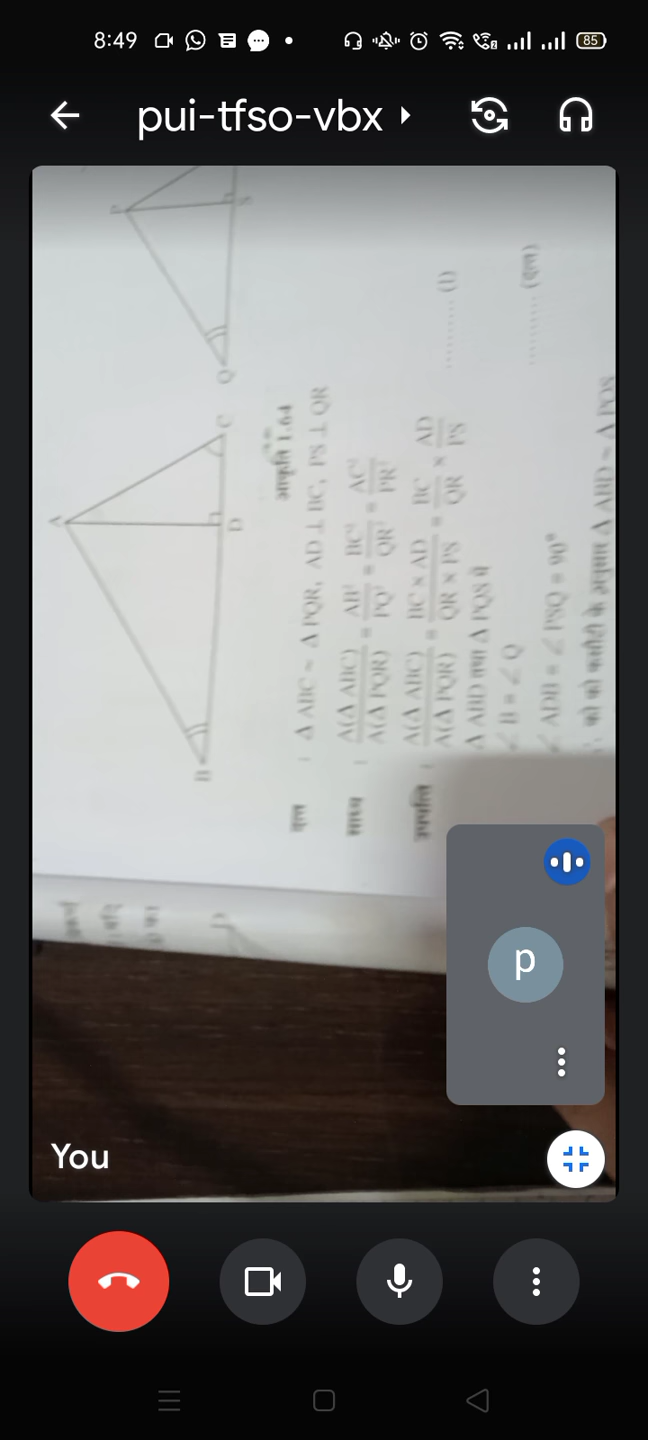 8:49
85
pui-tfso-vbx
P
S
Q
A
B
D
C
आकृती 1.64
: Δ ABC ~ Δ PQR, AD ⊥ BC, PS ⊥ QR
: A(Δ ABC)/A(Δ PQR) = AB²/PQ² = BC²/QR² = AC²/PR²
: A(Δ ABC)/A(Δ PQR) = BC × AD/QR × PS = BC/QR × AD/PS .......... (I)
Δ ABD तथा Δ PQS में
∠ B = ∠ Q .......... (दत्त)
∠ ADB = ∠ PSQ = 90°
को को कसौटी के अनुसार Δ ABD ~ Δ PQS
p
You